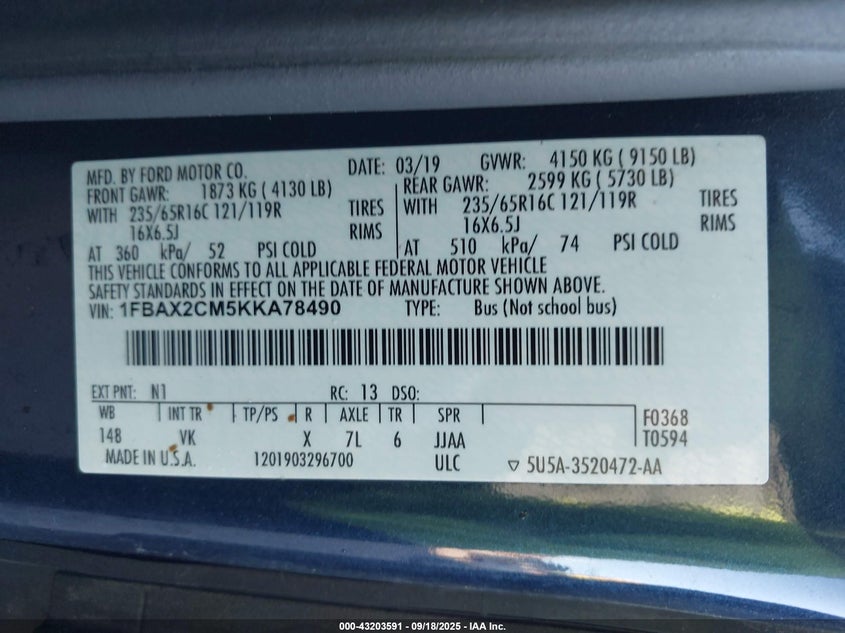 MFD. BY FORD MOTOR CO. DATE: 03/19 GVWR: 4150 KG ( 9150 LB)
FRONT GAWR: 1873 KG ( 4130 LB) REAR GAWR: 2599 KG ( 5730 LB)
WITH 235/65R16C 121/119R TIRES WITH 235/65R16C 121/119R TIRES
16X6.5J RIMS 16X6.5J RIMS
AT 360 kPa/ 52 PSI COLD AT 510 kPa/ 74 PSI COLD
THIS VEHICLE CONFORMS TO ALL APPLICABLE FEDERAL MOTOR VEHICLE
SAFETY STANDARDS IN EFFECT ON THE DATE OF MANUFACTURE SHOWN ABOVE.
VIN: 1FBAX2CM5KKA78490 TYPE: Bus (Not school bus)
EXT PNT: N1 RC: 13 DSO:
WB INT TR TP/PS R AXLE TR SPR F0368
148 VK X 7L 6 JJAA T0594
MADE IN U.S.A. 1201903296700 ULC ▽ 5U5A-3520472-AA
000-43203591 - 09/18/2025 - IAA Inc.